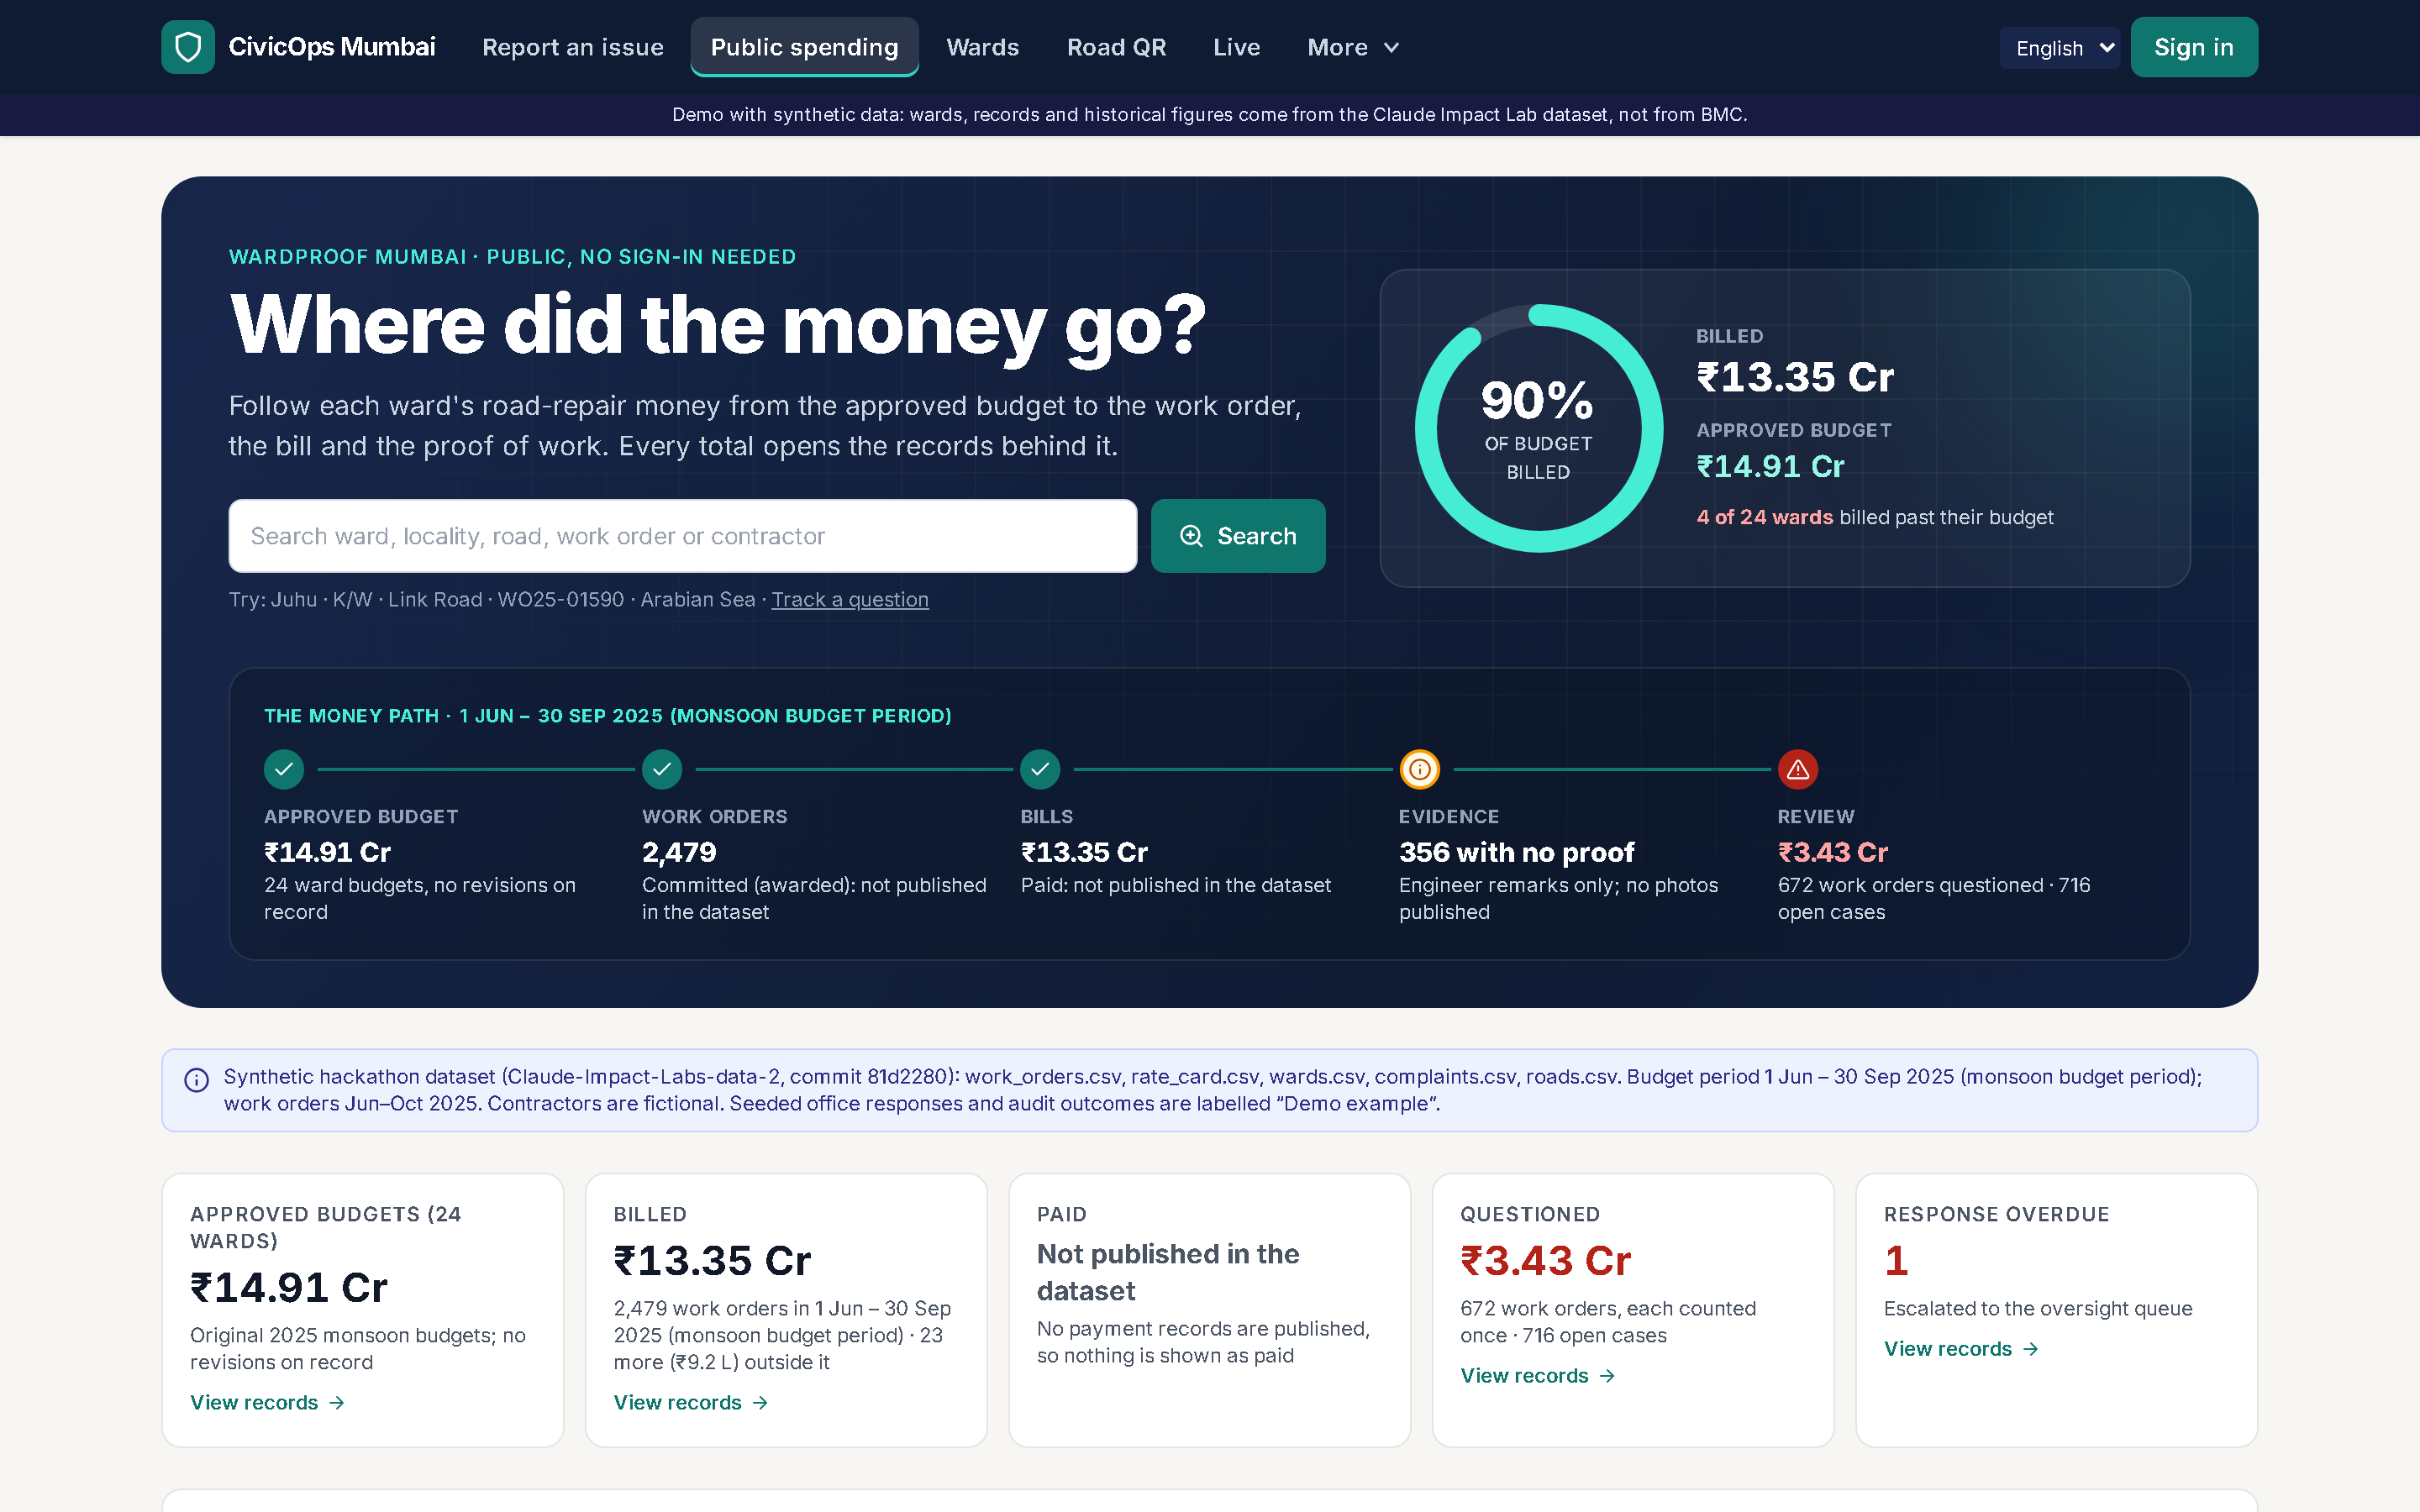 CivicOps Mumbai
Report an issue
Public spending
Wards
Road QR
Live
More
English
Sign in
Demo with synthetic data: wards, records and historical figures come from the Claude Impact Lab dataset, not from BMC.
WARDPROOF MUMBAI · PUBLIC, NO SIGN-IN NEEDED
Where did the money go?
Follow each ward's road-repair money from the approved budget to the work order,
the bill and the proof of work. Every total opens the records behind it.
Search ward, locality, road, work order or contractor
Search
Try: Juhu · K/W · Link Road · WO25-01590 · Arabian Sea · Track a question
90%
OF BUDGET
BILLED
BILLED
₹13.35 Cr
APPROVED BUDGET
₹14.91 Cr
4 of 24 wards billed past their budget
THE MONEY PATH · 1 JUN – 30 SEP 2025 (MONSOON BUDGET PERIOD)
APPROVED BUDGET
₹14.91 Cr
24 ward budgets, no revisions on
record
WORK ORDERS
2,479
Committed (awarded): not published
in the dataset
BILLS
₹13.35 Cr
Paid: not published in the dataset
EVIDENCE
356 with no proof
Engineer remarks only; no photos
published
REVIEW
₹3.43 Cr
672 work orders questioned · 716
open cases
Synthetic hackathon dataset (Claude-Impact-Labs-data-2, commit 81d2280): work_orders.csv, rate_card.csv, wards.csv, complaints.csv, roads.csv. Budget period 1 Jun – 30 Sep 2025 (monsoon budget period);
work orders Jun–Oct 2025. Contractors are fictional. Seeded office responses and audit outcomes are labelled “Demo example”.
APPROVED BUDGETS (24
WARDS)
₹14.91 Cr
Original 2025 monsoon budgets; no
revisions on record
View records →
BILLED
₹13.35 Cr
2,479 work orders in 1 Jun – 30 Sep
2025 (monsoon budget period) · 23
more (₹9.2 L) outside it
View records →
PAID
Not published in the
dataset
No payment records are published,
so nothing is shown as paid
QUESTIONED
₹3.43 Cr
672 work orders, each counted
once · 716 open cases
View records →
RESPONSE OVERDUE
1
Escalated to the oversight queue
View records →